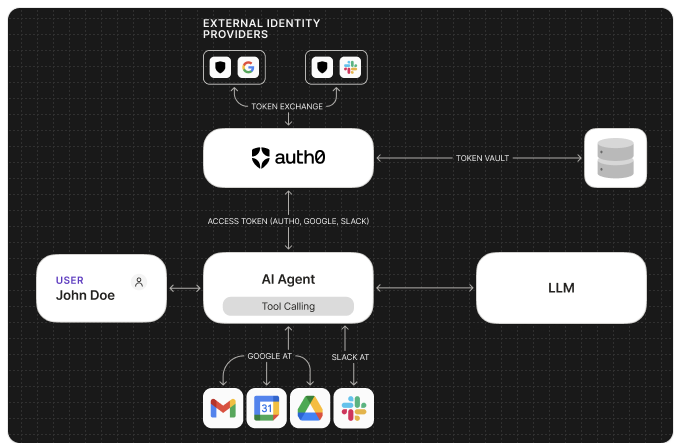 EXTERNAL IDENTITY
PROVIDERS
TOKEN EXCHANGE
auth0
TOKEN VAULT
ACCESS TOKEN (AUTH0, GOOGLE, SLACK)
USER
John Doe
AI Agent
Tool Calling
LLM
GOOGLE AT
SLACK AT
31